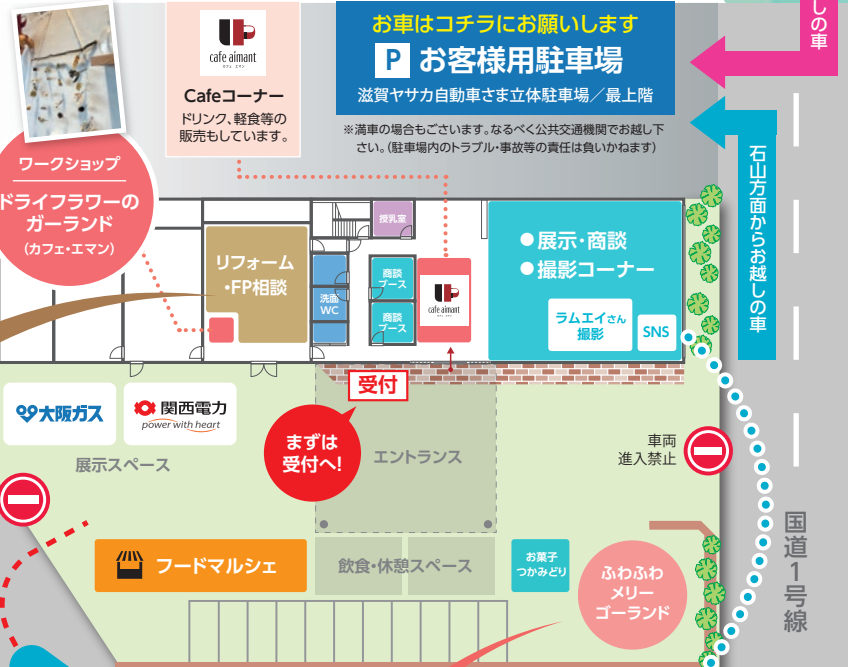 お車はコチラにお願いします
P お客様用駐車場
滋賀ヤサカ自動車さま立体駐車場／最上階
※満車の場合もございます。なるべく公共交通機関でお越し下
さい。(駐車場内のトラブル・事故等の責任は負いかねます)
しの車
石山方面からお越しの車
cafe aimant
カフェ エマン
Cafeコーナー
ドリンク、軽食等の
販売もしています。
ワークショップ
ドライフラワーの
ガーランド
(カフェ・エマン)
リフォーム
・FP相談
授乳室
洗面
WC
商談
ブース
商談
ブース
cafe aimant
カフェ エマン
●展示・商談
●撮影コーナー
ラムエイさん
撮影
SNS
受付
まずは
受付へ!
エントランス
大阪ガス
関西電力
power with heart
展示スペース
車両
進入禁止
国道1号線
フードマルシェ
飲食・休憩スペース
お菓子
つかみどり
ふわふわ
メリー
ゴーランド